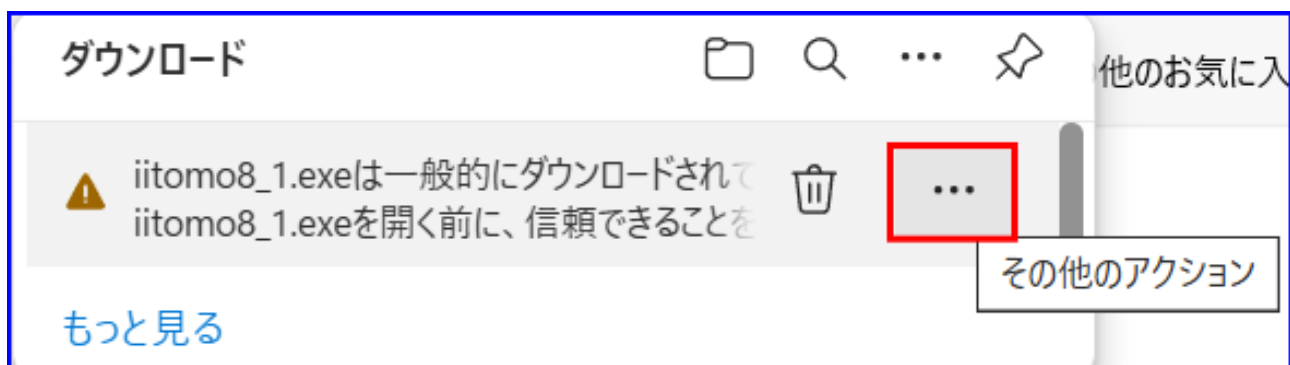 ダウンロード
他のお気に入
iitomo8_1.exeは一般的にダウンロードされて
iitomo8_1.exeを開く前に、信頼できることを
その他のアクション
もっと見る